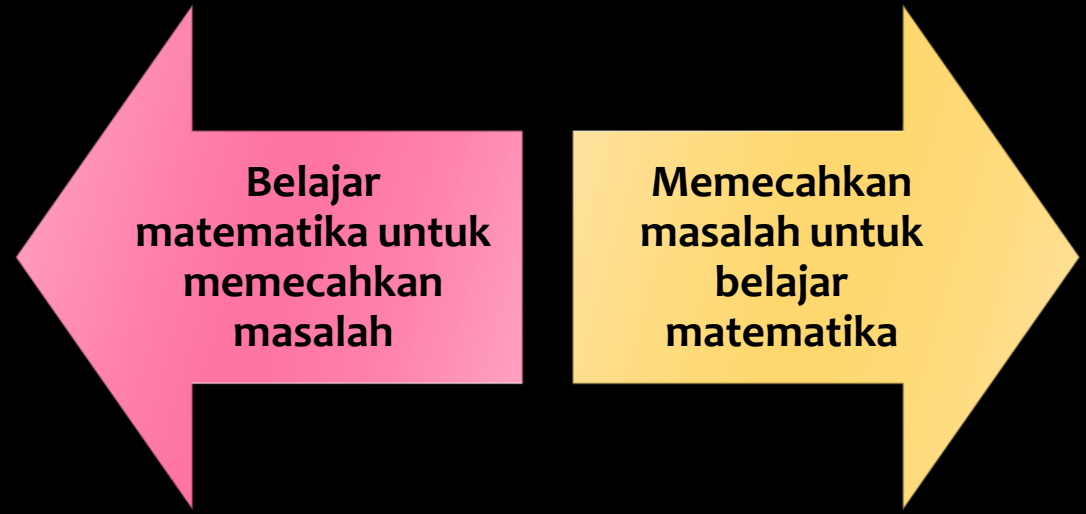 Belajar
matematika untuk
memecahkan
masalah
Memecahkan
masalah untuk
belajar
matematika